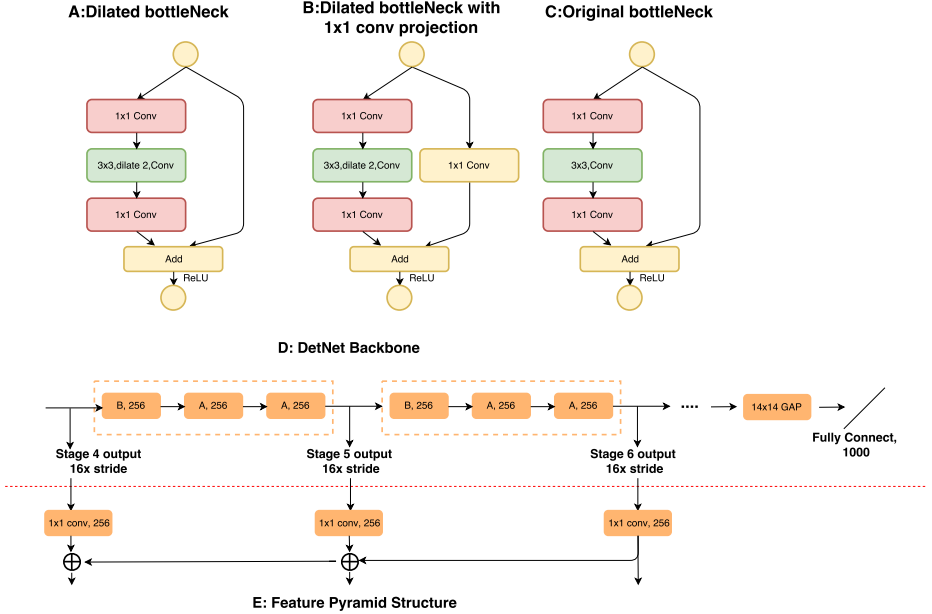 A:Dilated bottleNeck
B:Dilated bottleNeck with
1x1 conv projection
C:Original bottleNeck
1x1 Conv
3x3,dilate 2,Conv
1x1 Conv
Add
ReLU
1x1 Conv
3x3,dilate 2,Conv
1x1 Conv
1x1 Conv
Add
ReLU
1x1 Conv
3x3,Conv
1x1 Conv
Add
ReLU
D: DetNet Backbone
B, 256
A, 256
A, 256
B, 256
A, 256
A, 256
....
14x14 GAP
Fully Connect,
1000
Stage 4 output
16x stride
Stage 5 output
16x stride
Stage 6 output
16x stride
1x1 conv, 256
1x1 conv, 256
1x1 conv, 256
E: Feature Pyramid Structure